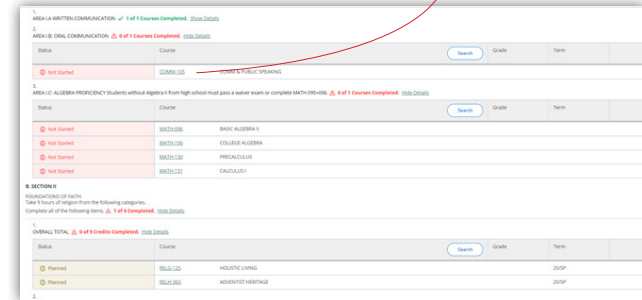 1.
AREA I.A WRITTEN COMMUNICATION. ✓ 1 of 1 Courses Completed. Show Details
2.
AREA I.B: ORAL COMMUNICATION. ⚠ 0 of 1 Courses Completed. Hide Details
Status Course Search Grade Term
Not Started COMM-105 COMM & PUBLIC SPEAKING
3.
AREA I.C: ALGEBRA PROFICIENCY Students without Algebra II from high school must pass a waiver exam or complete MATH-095+096. ⚠ 0 of 1 Courses Completed. Hide Details
Status Course Search Grade Term
Not Started MATH-096 BASIC ALGEBRA II
Not Started MATH-106 COLLEGE ALGEBRA
Not Started MATH-130 PRECALCULUS
Not Started MATH-131 CALCULUS I
B. SECTION II
FOUNDATIONS OF FAITH
Take 9 hours of religion from the following categories.
Complete all of the following items. ⚠ 1 of 4 Completed. Hide Details
1.
OVERALL TOTAL ⚠ 0 of 9 Credits Completed. Hide Details
Status Course Search Grade Term
Planned RELG-125 HOLISTIC LIVING 20/SP
Planned RELH-360 ADVENTIST HERITAGE 20/SP
2.